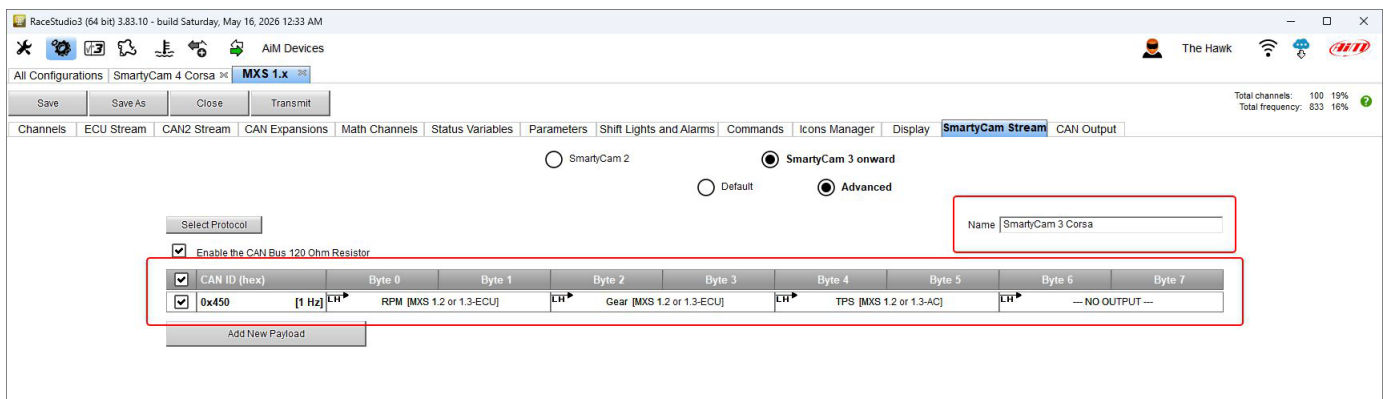 RaceStudio3 (64 bit) 3.83.10 - build Saturday, May 16, 2026 12:33 AM
AiM Devices The Hawk AiM
All Configurations SmartyCam 4 Corsa MXS 1.x
Save Save As Close Transmit Total channels: 100 19%
Total frequency: 833 16%
Channels ECU Stream CAN2 Stream CAN Expansions Math Channels Status Variables Parameters Shift Lights and Alarms Commands Icons Manager Display SmartyCam Stream CAN Output
SmartyCam 2 SmartyCam 3 onward
Default Advanced
Select Protocol Name SmartyCam 3 Corsa
Enable the CAN Bus 120 Ohm Resistor
CAN ID (hex) Byte 0 Byte 1 Byte 2 Byte 3 Byte 4 Byte 5 Byte 6 Byte 7
0x450 [1 Hz] LH RPM [MXS 1.2 or 1.3-ECU] LH Gear [MXS 1.2 or 1.3-ECU] LH TPS [MXS 1.2 or 1.3-AC] LH --- NO OUTPUT ---
Add New Payload